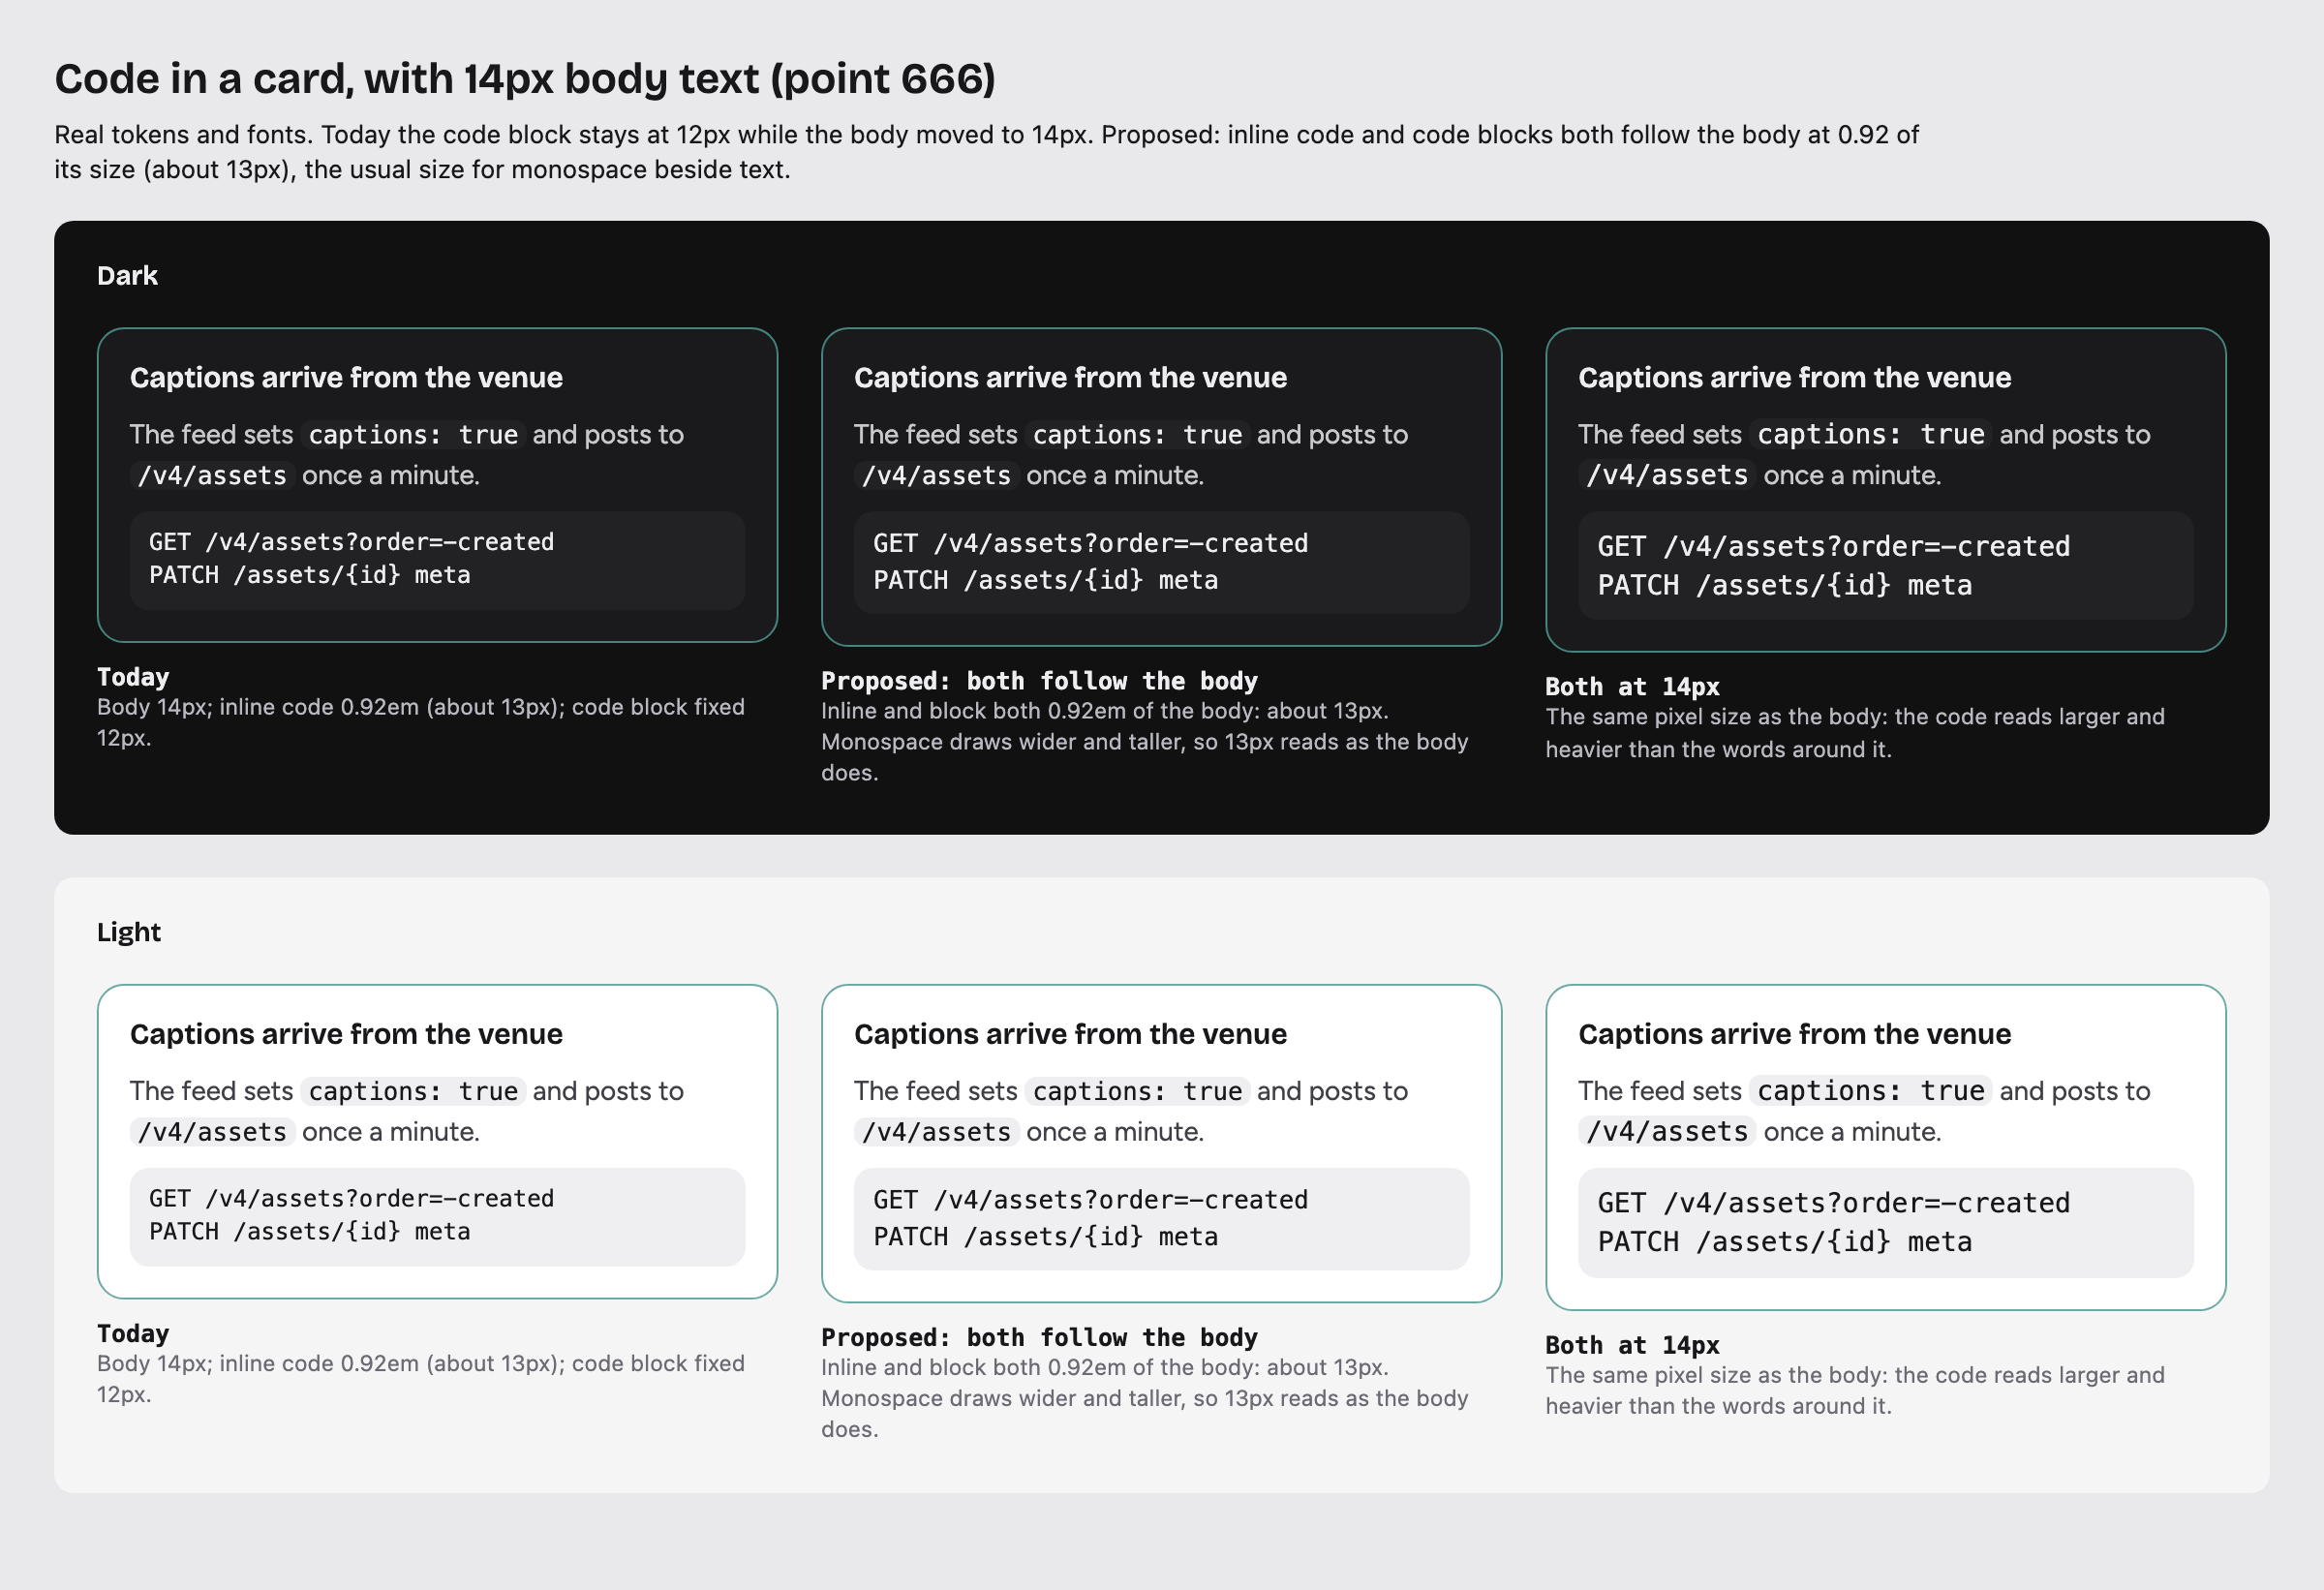 Code in a card, with 14px body text (point 666)
Real tokens and fonts. Today the code block stays at 12px while the body moved to 14px. Proposed: inline code and code blocks both follow the body at 0.92 of
its size (about 13px), the usual size for monospace beside text.
Dark
Captions arrive from the venue
The feed sets captions: true and posts to
/v4/assets once a minute.
GET /v4/assets?order=-created
PATCH /assets/{id} meta
Today
Body 14px; inline code 0.92em (about 13px); code block fixed
12px.
Captions arrive from the venue
The feed sets captions: true and posts to
/v4/assets once a minute.
GET /v4/assets?order=-created
PATCH /assets/{id} meta
Proposed: both follow the body
Inline and block both 0.92em of the body: about 13px.
Monospace draws wider and taller, so 13px reads as the body
does.
Captions arrive from the venue
The feed sets captions: true and posts to
/v4/assets once a minute.
GET /v4/assets?order=-created
PATCH /assets/{id} meta
Both at 14px
The same pixel size as the body: the code reads larger and
heavier than the words around it.
Light
Captions arrive from the venue
The feed sets captions: true and posts to
/v4/assets once a minute.
GET /v4/assets?order=-created
PATCH /assets/{id} meta
Today
Body 14px; inline code 0.92em (about 13px); code block fixed
12px.
Captions arrive from the venue
The feed sets captions: true and posts to
/v4/assets once a minute.
GET /v4/assets?order=-created
PATCH /assets/{id} meta
Proposed: both follow the body
Inline and block both 0.92em of the body: about 13px.
Monospace draws wider and taller, so 13px reads as the body
does.
Captions arrive from the venue
The feed sets captions: true and posts to
/v4/assets once a minute.
GET /v4/assets?order=-created
PATCH /assets/{id} meta
Both at 14px
The same pixel size as the body: the code reads larger and
heavier than the words around it.